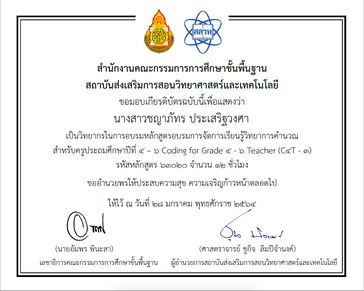 สสวท
สำนักงานคณะกรรมการการศึกษาขั้นพื้นฐาน
สถาบันส่งเสริมการสอนวิทยาศาสตร์และเทคโนโลยี
ขอมอบเกียรติบัตรฉบับนี้เพื่อแสดงว่า
นางสาวชญาภัทร ประเสริฐวงศา
เป็นวิทยากรในการอบรมหลักสูตรอบรมการจัดการเรียนรู้วิทยาการคำนวณ
สำหรับครูประถมศึกษาปีที่ ๔ – ๖ Coding for Grade ๔ - ๖ Teacher (C๔T - ๓)
รหัสหลักสูตร ๖๓๐๒๐ จำนวน ๑๒ ชั่วโมง
ขออำนวยพรให้ประสบความสุข ความเจริญก้าวหน้าตลอดไป
ให้ไว้ ณ วันที่ ๒๘ มกราคม พุทธศักราช ๒๕๖๔
(นายอัมพร พินะสา) (ศาสตราจารย์ ชูกิจ ลิมปิจำนงค์)
เลขาธิการคณะกรรมการการศึกษาขั้นพื้นฐาน ผู้อำนวยการสถาบันส่งเสริมการสอนวิทยาศาสตร์และเทคโนโลยี